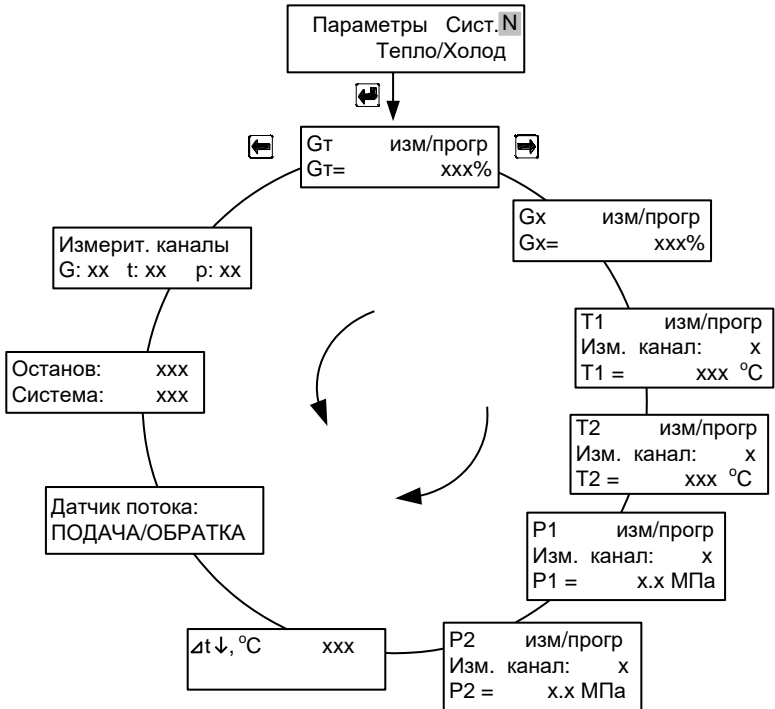 Параметры Сист. N
Тепло/Холод
Gт изм/прогр
Gт= xxx%
Gx изм/прогр
Gx= xxx%
T1 изм/прогр
Изм. канал: x
T1 = xxx °C
T2 изм/прогр
Изм. канал: x
T2 = xxx °C
P1 изм/прогр
Изм. канал: x
P1 = x.x МПа
P2 изм/прогр
Изм. канал: x
P2 = x.x МПа
⊿t↓, °C xxx
Датчик потока:
ПОДАЧА/ОБРАТКА
Останов: xxx
Система: xxx
Измерит. каналы
G: xx t: xx p: xx